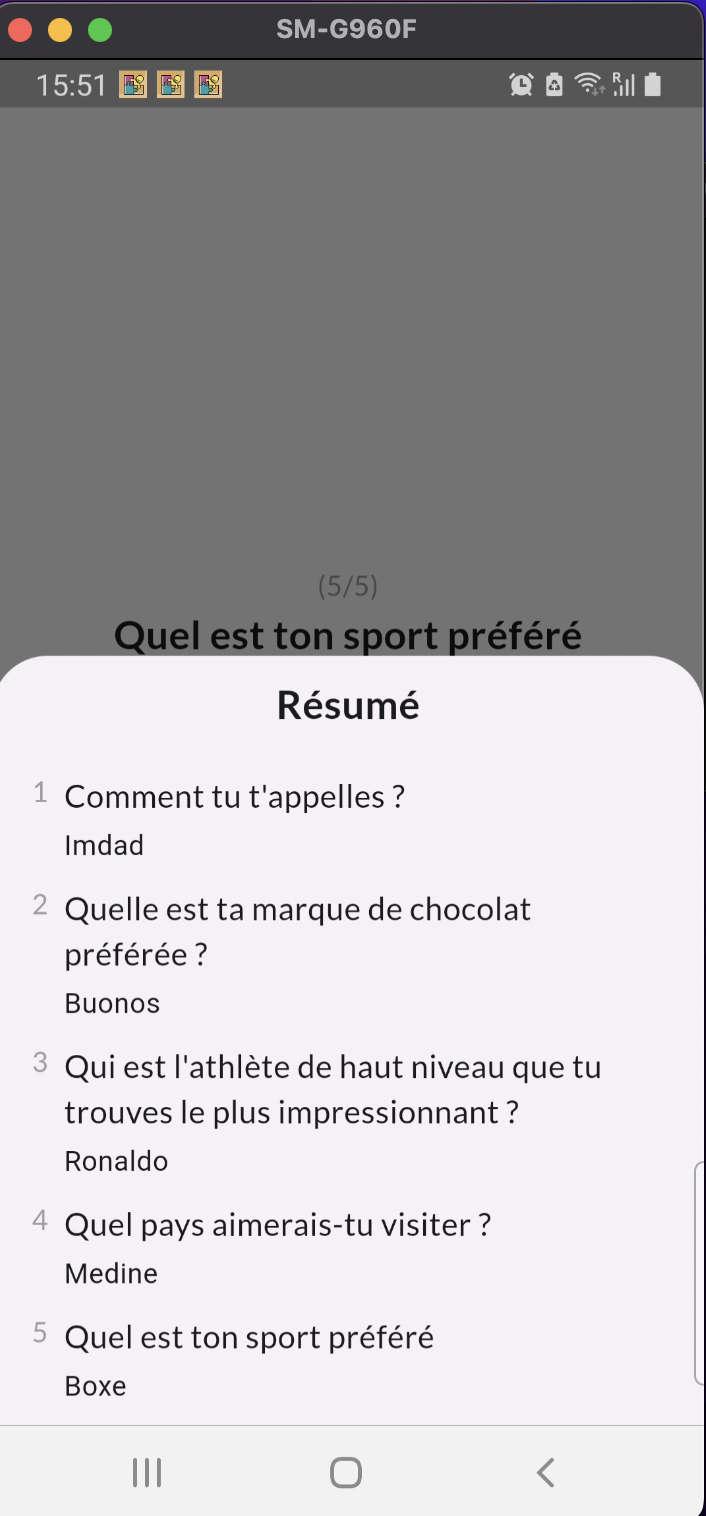 SM-G960F
15:51
R
(5/5)
Quel est ton sport préféré
Résumé
1 Comment tu t'appelles ?
Imdad
2 Quelle est ta marque de chocolat
préférée ?
Buonos
3 Qui est l'athlète de haut niveau que tu
trouves le plus impressionnant ?
Ronaldo
4 Quel pays aimerais-tu visiter ?
Medine
5 Quel est ton sport préféré
Boxe